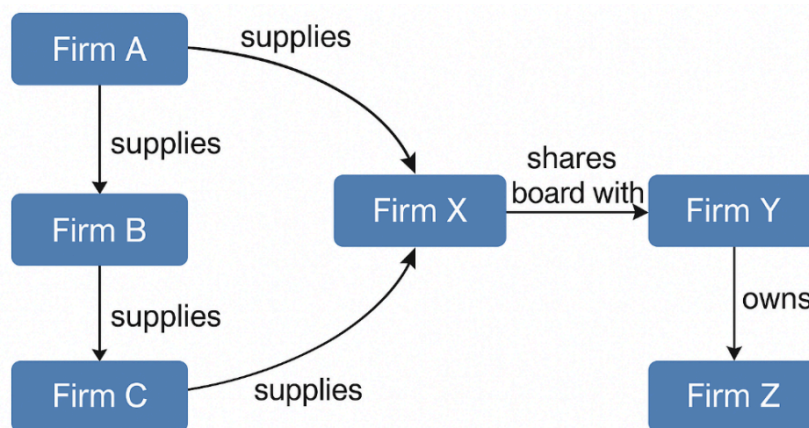 Firm A
supplies
supplies
Firm B
supplies
Firm C
supplies
Firm X
shares
board with
Firm Y
owns
Firm Z